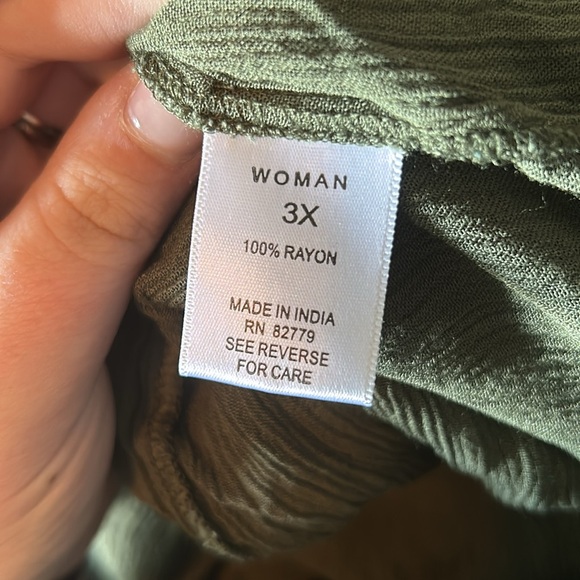 WOMAN
3X
100% RAYON
MADE IN INDIA
RN 82779
SEE REVERSE
FOR CARE